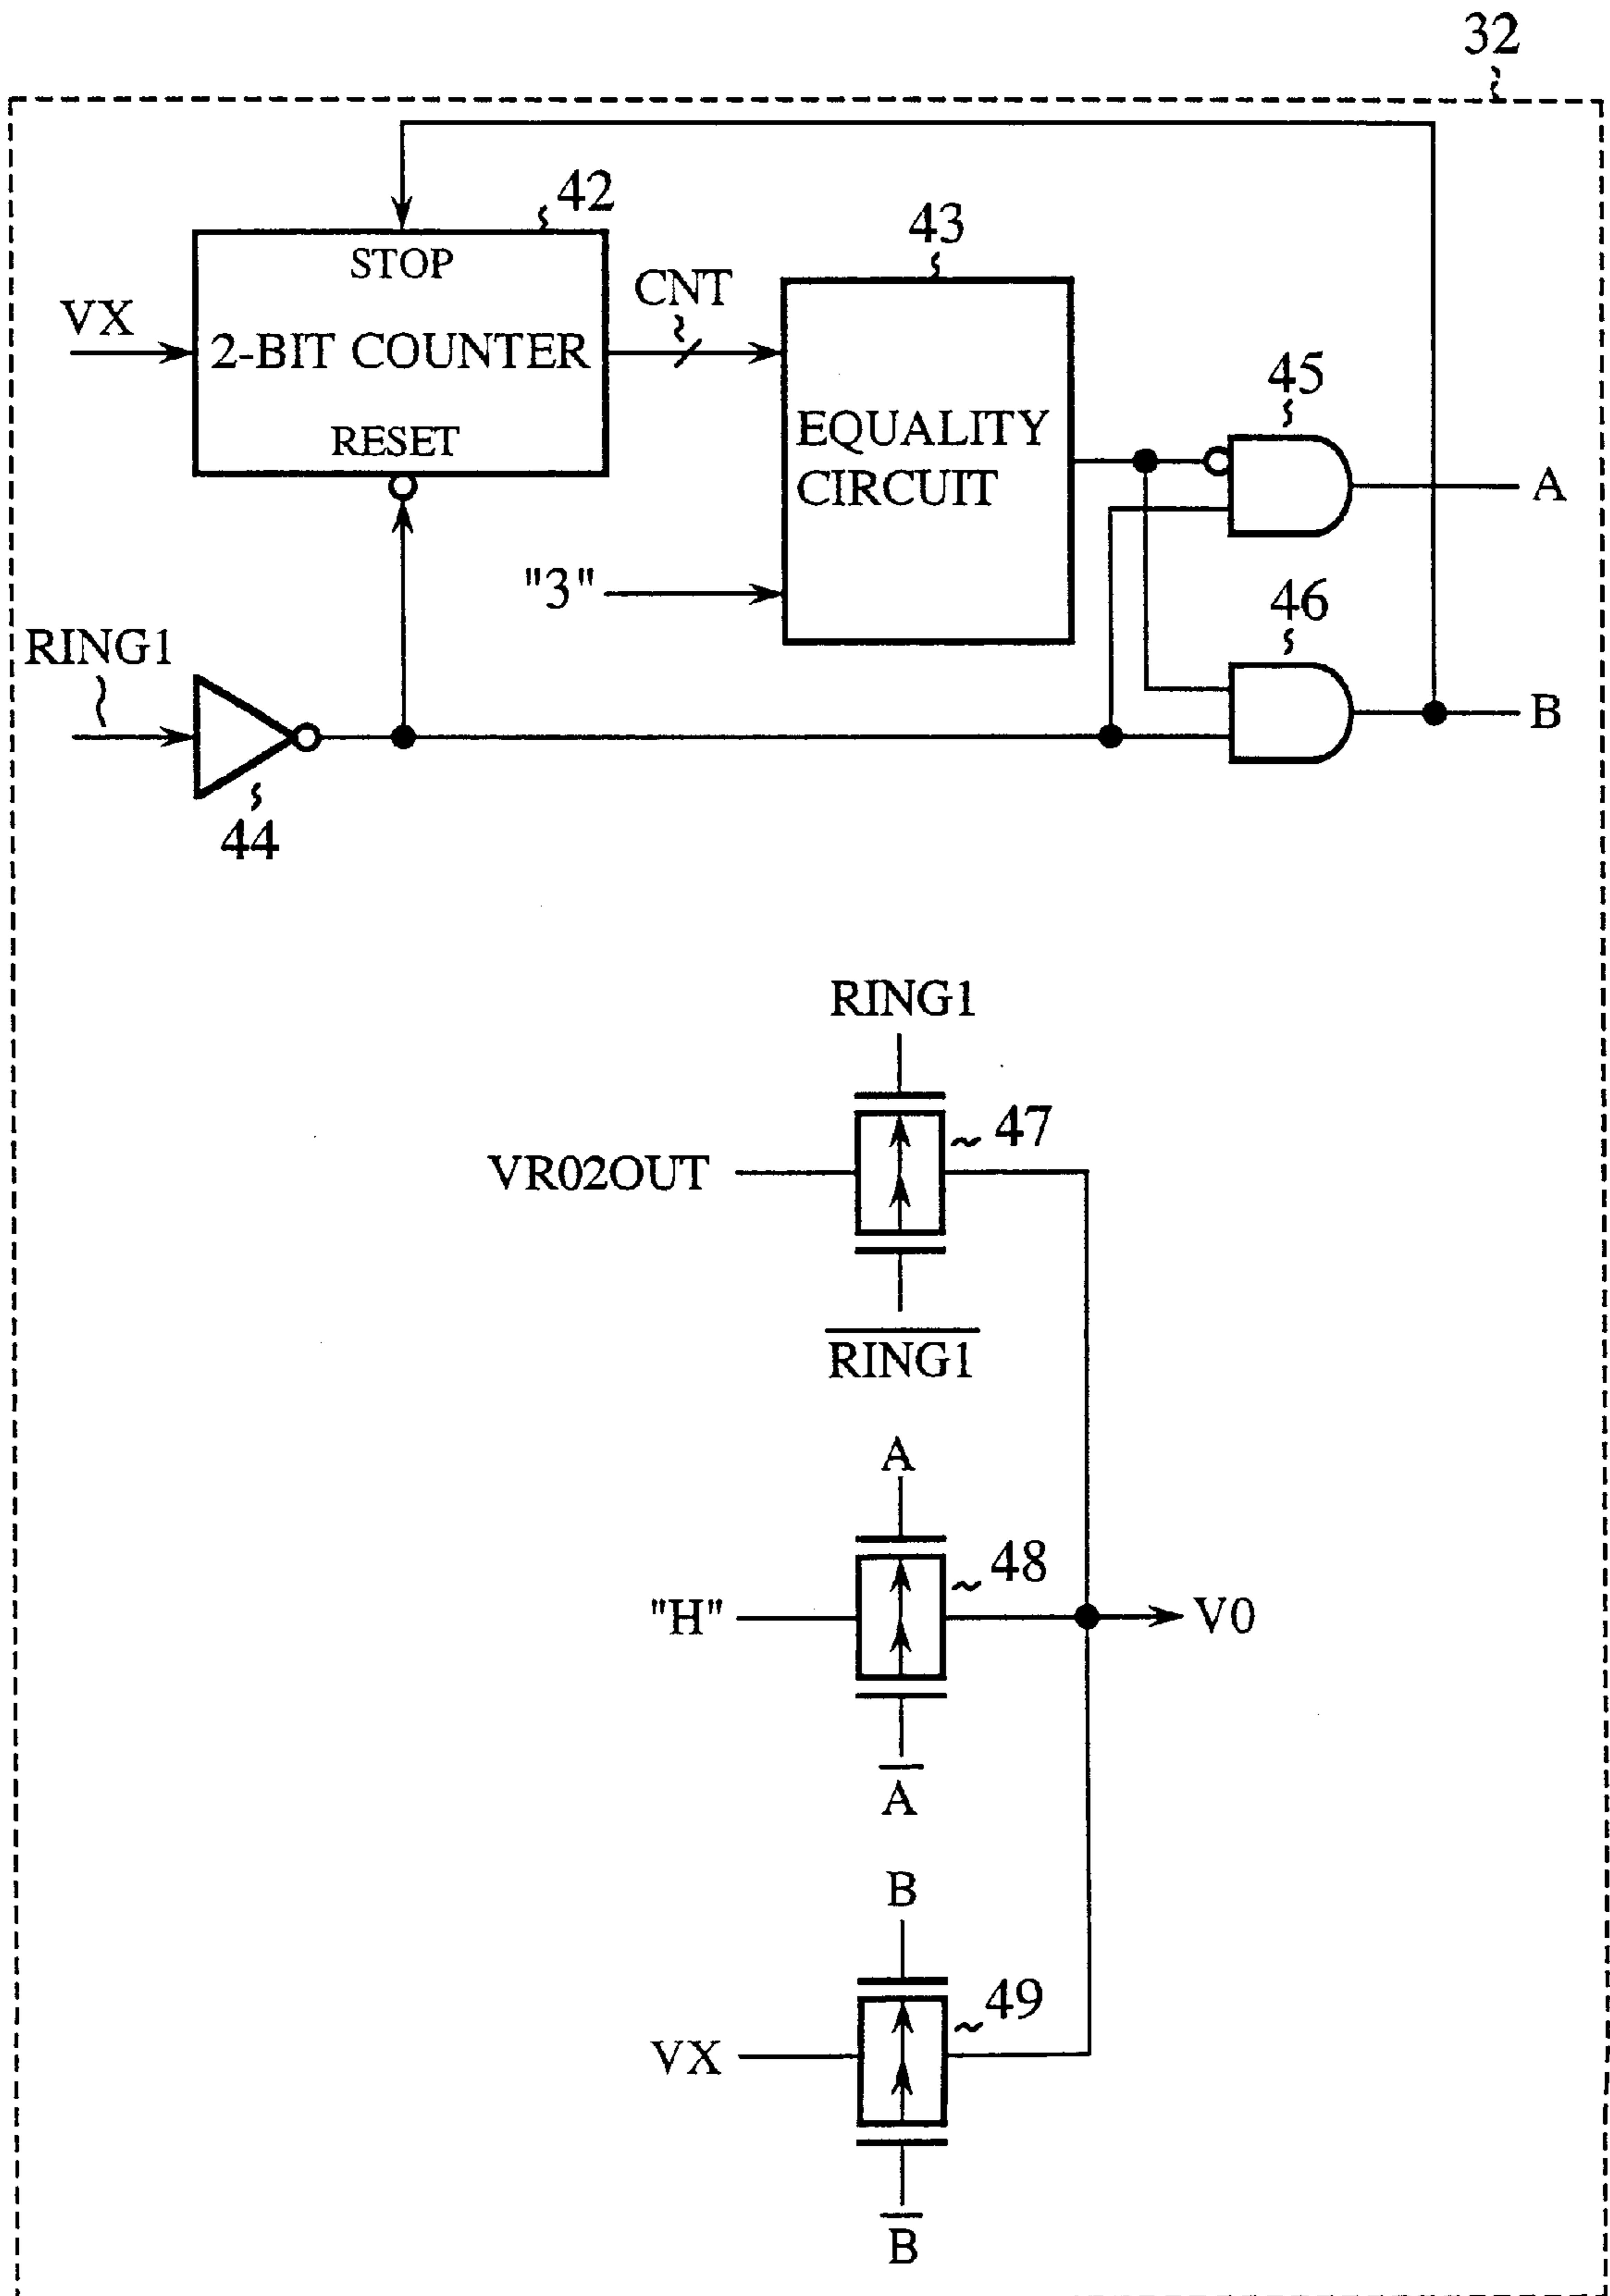 32
42
STOP
VX
2-BIT COUNTER
RESET
CNT
43
EQUALITY
CIRCUIT
"3"
45
A
46
B
RING1
44
RING1
VR02OUT
47
R̅I̅N̅G̅1̅
A
"H"
48
V0
A̅
B
VX
49
B̅